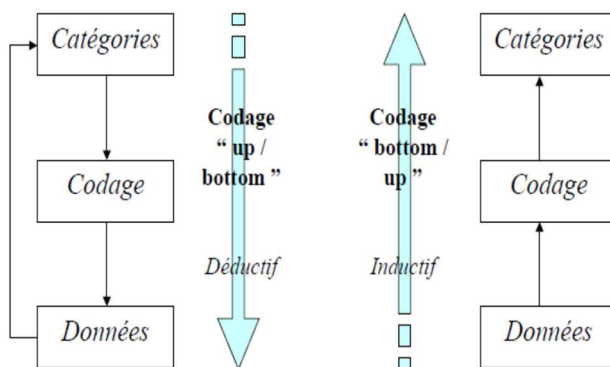 Catégories
Codage
Données
Codage
“ up /
bottom ”
Déductif
Codage
“ bottom /
up ”
Inductif
Catégories
Codage
Données